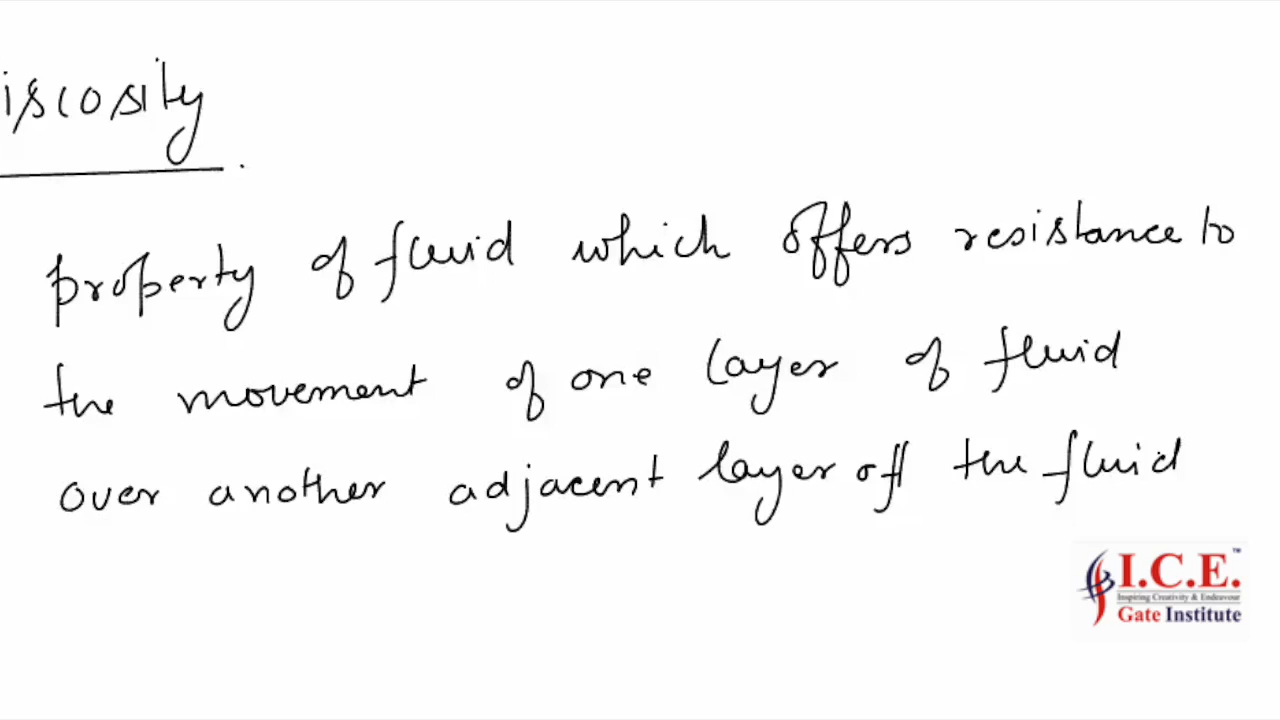 iscosity
property of fluid which offers resistance to
the movement of one layer of fluid
over another adjacent layer off the fluid
I.C.E.™
Inspiring Creativity & Endeavour
Gate Institute